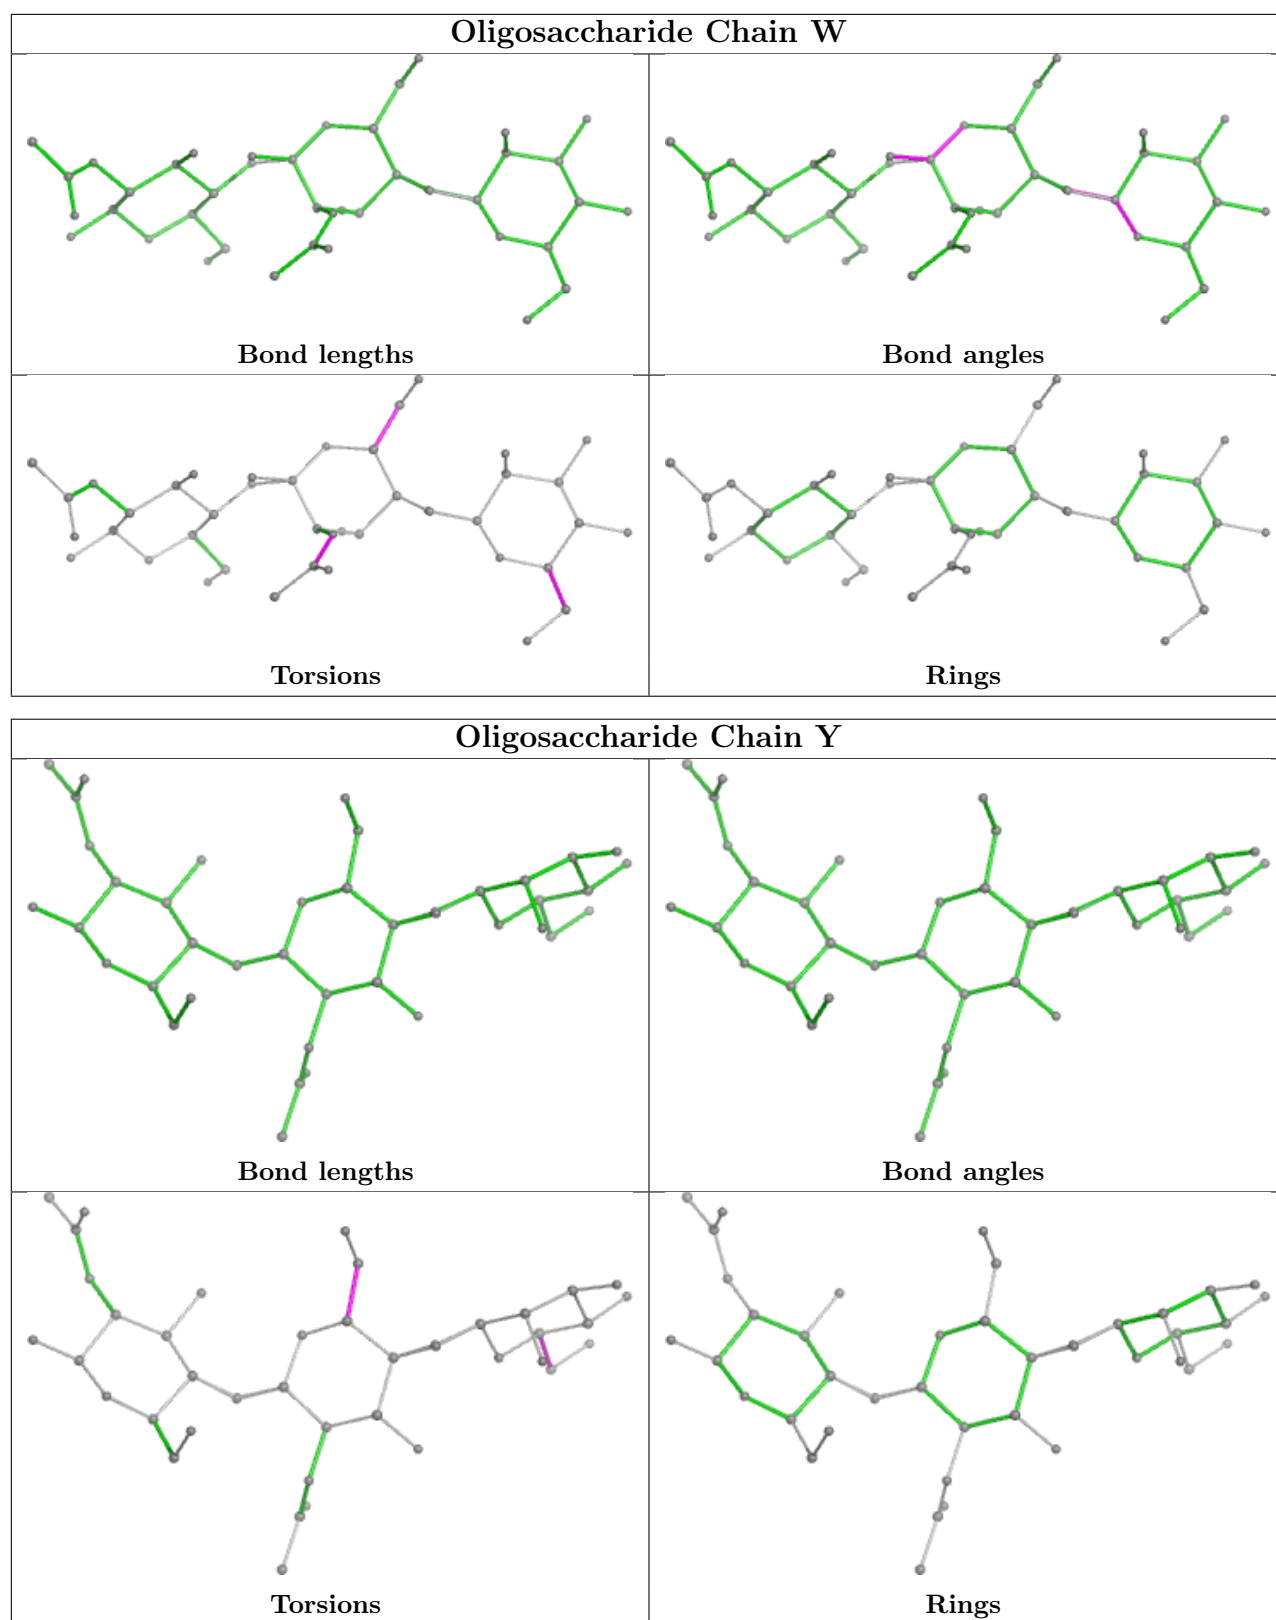 Oligosaccharide Chain W
Bond lengths
Bond angles
Torsions
Rings
Oligosaccharide Chain Y
Bond lengths
Bond angles
Torsions
Rings